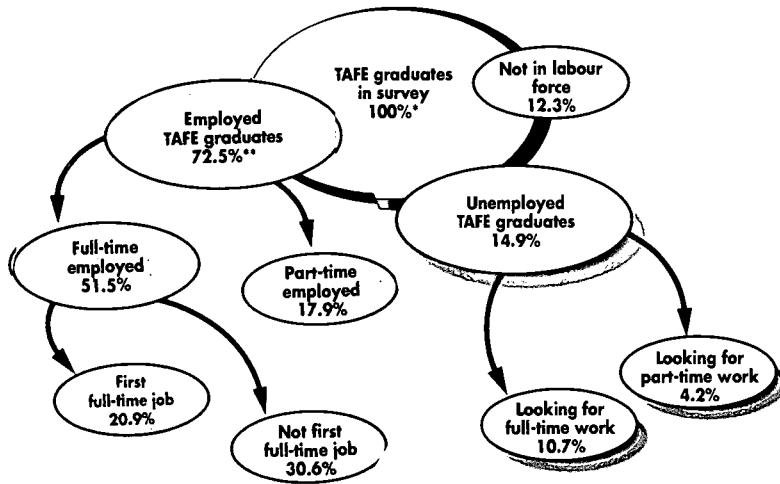 TAFE graduates
in survey
100%*
Not in labour
force
12.3%
Employed
TAFE graduates
72.5%**
Unemployed
TAFE graduates
14.9%
Full-time
employed
51.5%
Part-time
employed
17.9%
First
full-time job
20.9%
Not first
full-time job
30.6%
Looking for
full-time work
10.7%
Looking for
part-time work
4.2%